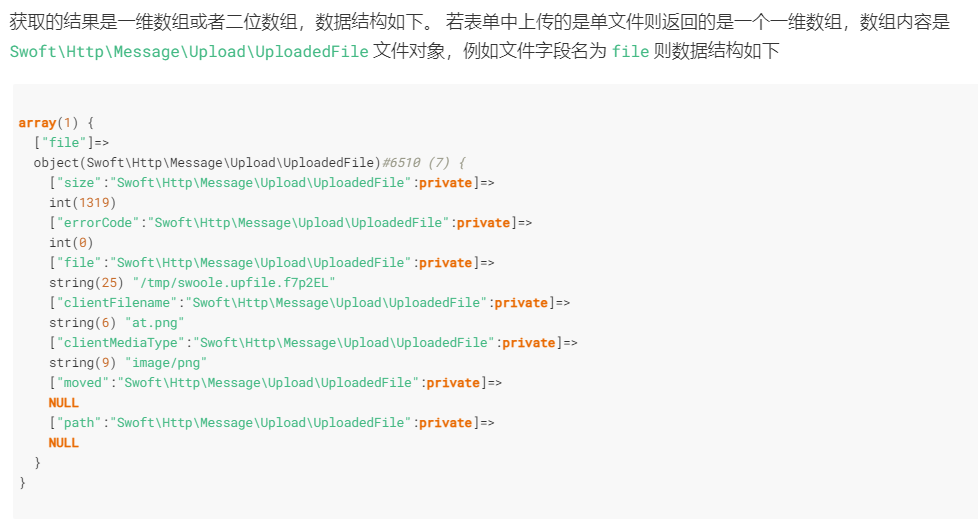 获取的结果是一维数组或者二位数组，数据结构如下。 若表单中上传的是单文件则返回的是一个一维数组，数组内容是
Swoft\Http\Message\Upload\UploadedFile 文件对象，例如文件字段名为 file 则数据结构如下
array(1) {
  ["file"]=>
  object(Swoft\Http\Message\Upload\UploadedFile)#6510 (7) {
    ["size":"Swoft\Http\Message\Upload\UploadedFile":private]=>
    int(1319)
    ["errorCode":"Swoft\Http\Message\Upload\UploadedFile":private]=>
    int(0)
    ["file":"Swoft\Http\Message\Upload\UploadedFile":private]=>
    string(25) "/tmp/swoole.upfile.f7p2EL"
    ["clientFilename":"Swoft\Http\Message\Upload\UploadedFile":private]=>
    string(6) "at.png"
    ["clientMediaType":"Swoft\Http\Message\Upload\UploadedFile":private]=>
    string(9) "image/png"
    ["moved":"Swoft\Http\Message\Upload\UploadedFile":private]=>
    NULL
    ["path":"Swoft\Http\Message\Upload\UploadedFile":private]=>
    NULL
  }
}